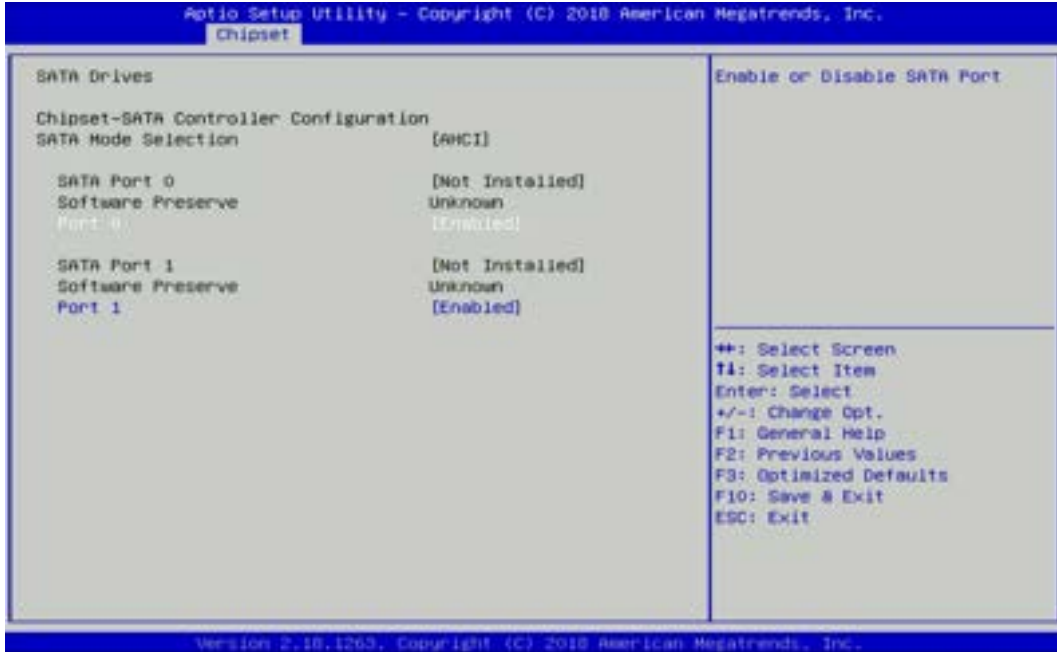 Aptio Setup Utility - Copyright (C) 2018 American Megatrends, Inc.
Chipset
SATA Drives
Chipset-SATA Controller Configuration
SATA Mode Selection [AHCI]
SATA Port 0 [Not Installed]
Software Preserve Unknown
Port 0 [Enabled]
SATA Port 1 [Not Installed]
Software Preserve Unknown
Port 1 [Enabled]
Enable or Disable SATA Port
→←: Select Screen
↑↓: Select Item
Enter: Select
+/-: Change Opt.
F1: General Help
F2: Previous Values
F3: Optimized Defaults
F10: Save & Exit
ESC: Exit
Version 2.18.1263. Copyright (C) 2018 American Megatrends, Inc.